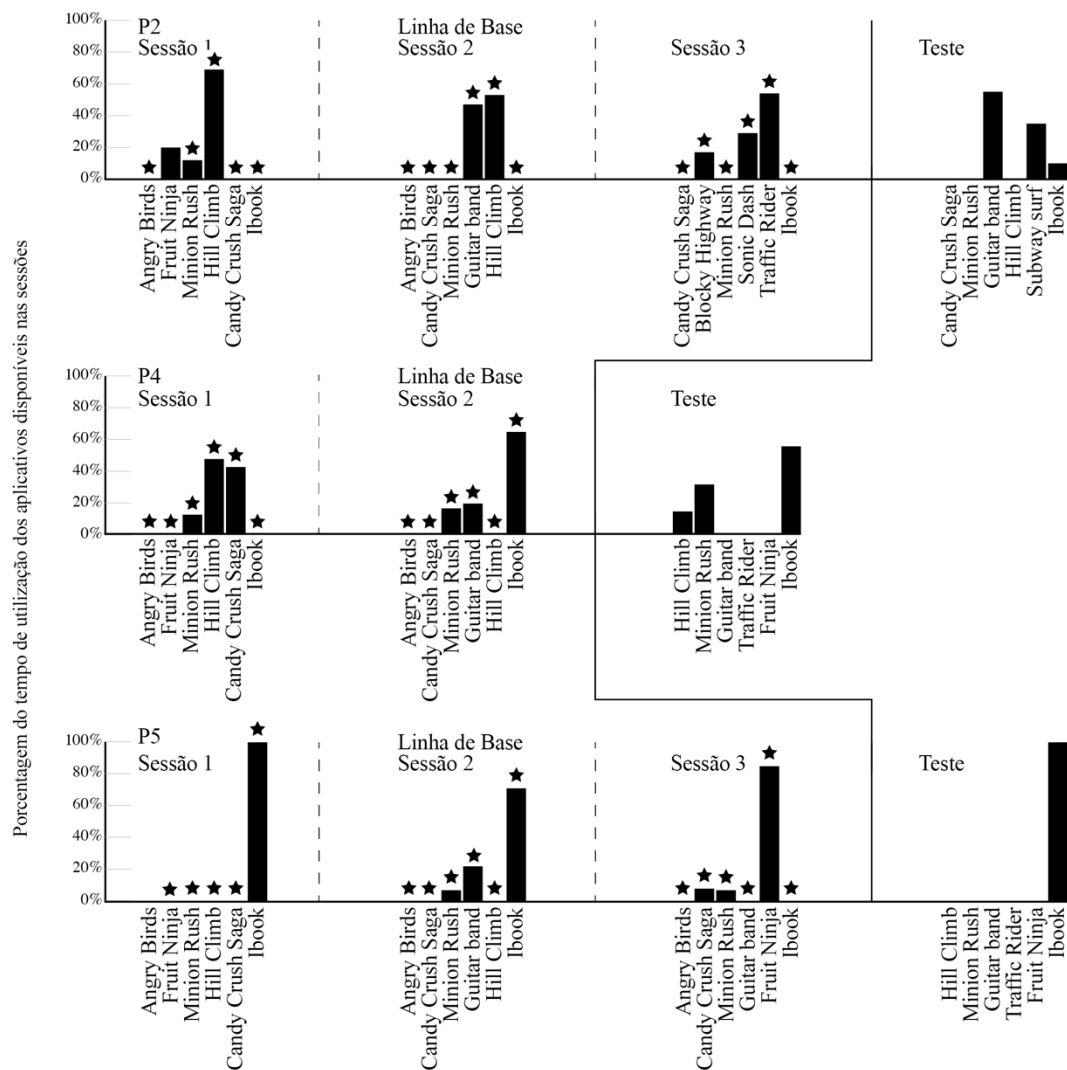 Porcentagem do tempo de utilização dos aplicativos disponíveis nas sessões
P2
Sessão 1
Linha de Base
Sessão 2
Sessão 3
Teste
100%
80%
60%
40%
20%
0%
Angry Birds
Fruit Ninja
Minion Rush
Hill Climb
Candy Crush Saga
Ibook
Angry Birds
Candy Crush Saga
Minion Rush
Guitar band
Hill Climb
Ibook
Candy Crush Saga
Blocky Highway
Minion Rush
Sonic Dash
Traffic Rider
Ibook
Candy Crush Saga
Minion Rush
Guitar band
Hill Climb
Subway surf
Ibook
P4
Sessão 1
Linha de Base
Sessão 2
Teste
100%
80%
60%
40%
20%
0%
Angry Birds
Fruit Ninja
Minion Rush
Hill Climb
Candy Crush Saga
Ibook
Angry Birds
Candy Crush Saga
Minion Rush
Guitar band
Hill Climb
Ibook
Hill Climb
Minion Rush
Guitar band
Traffic Rider
Fruit Ninja
Ibook
P5
Sessão 1
Linha de Base
Sessão 2
Sessão 3
Teste
100%
80%
60%
40%
20%
0%
Angry Birds
Fruit Ninja
Minion Rush
Hill Climb
Candy Crush Saga
Ibook
Angry Birds
Candy Crush Saga
Minion Rush
Guitar band
Hill Climb
Ibook
Angry Birds
Candy Crush Saga
Minion Rush
Guitar band
Fruit Ninja
Ibook
Hill Climb
Minion Rush
Guitar band
Traffic Rider
Fruit Ninja
Ibook